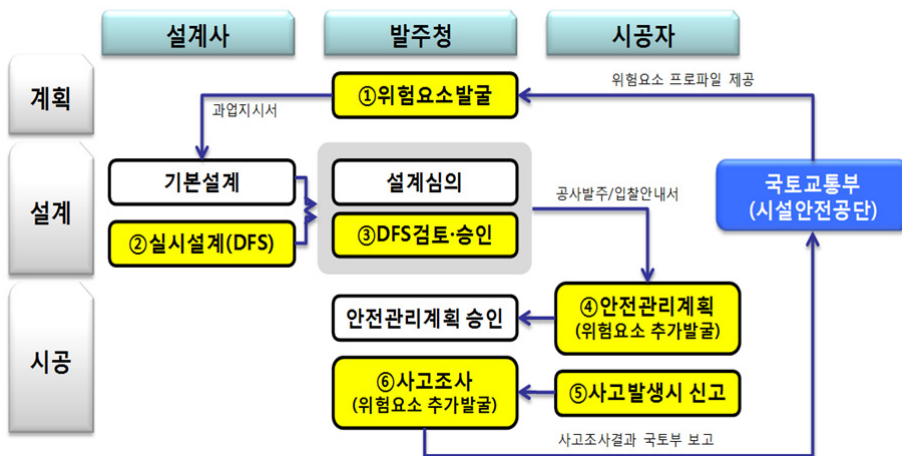 설계사
발주청
시공자
계획
①위험요소발굴
위험요소 프로파일 제공
과업지시서
설계
기본설계
설계심의
②실시설계(DFS)
③DFS검토·승인
공사발주/입찰안내서
국토교통부
(시설안전공단)
시공
안전관리계획 승인
④안전관리계획
(위험요소 추가발굴)
⑥사고조사
(위험요소 추가발굴)
⑤사고발생시 신고
사고조사결과 국토부 보고